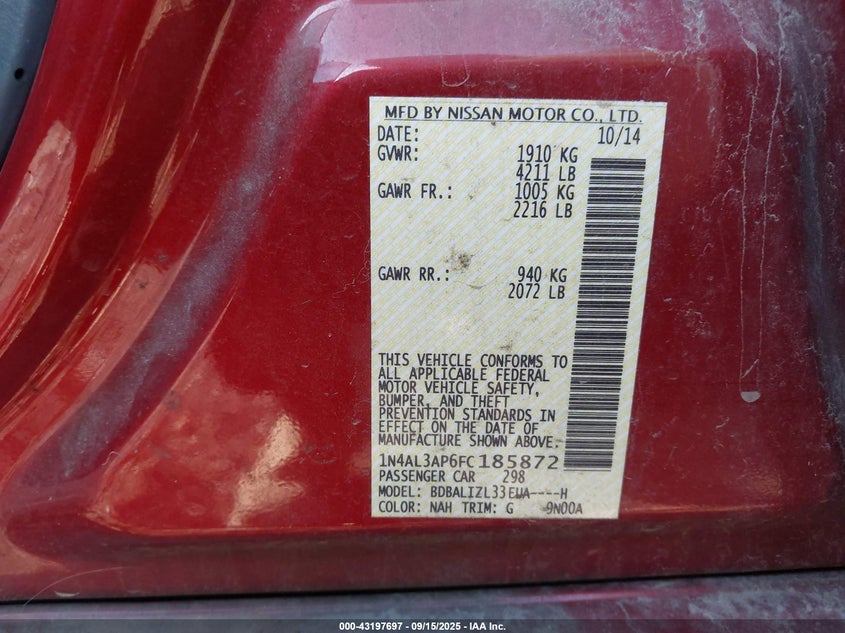 MFD BY NISSAN MOTOR CO., LTD.
DATE: 10/14
GVWR: 1910 KG
4211 LB
GAWR FR.: 1005 KG
2216 LB
GAWR RR.: 940 KG
2072 LB
THIS VEHICLE CONFORMS TO
ALL APPLICABLE FEDERAL
MOTOR VEHICLE SAFETY,
BUMPER, AND THEFT
PREVENTION STANDARDS IN
EFFECT ON THE DATE OF
MANUFACTURE SHOWN ABOVE.
1N4AL3AP6FC185872
PASSENGER CAR 298
MODEL: BDBALIZL33EUA----H
COLOR: NAH TRIM: G 9N00A
000-43197697 - 09/15/2025 - IAA Inc.